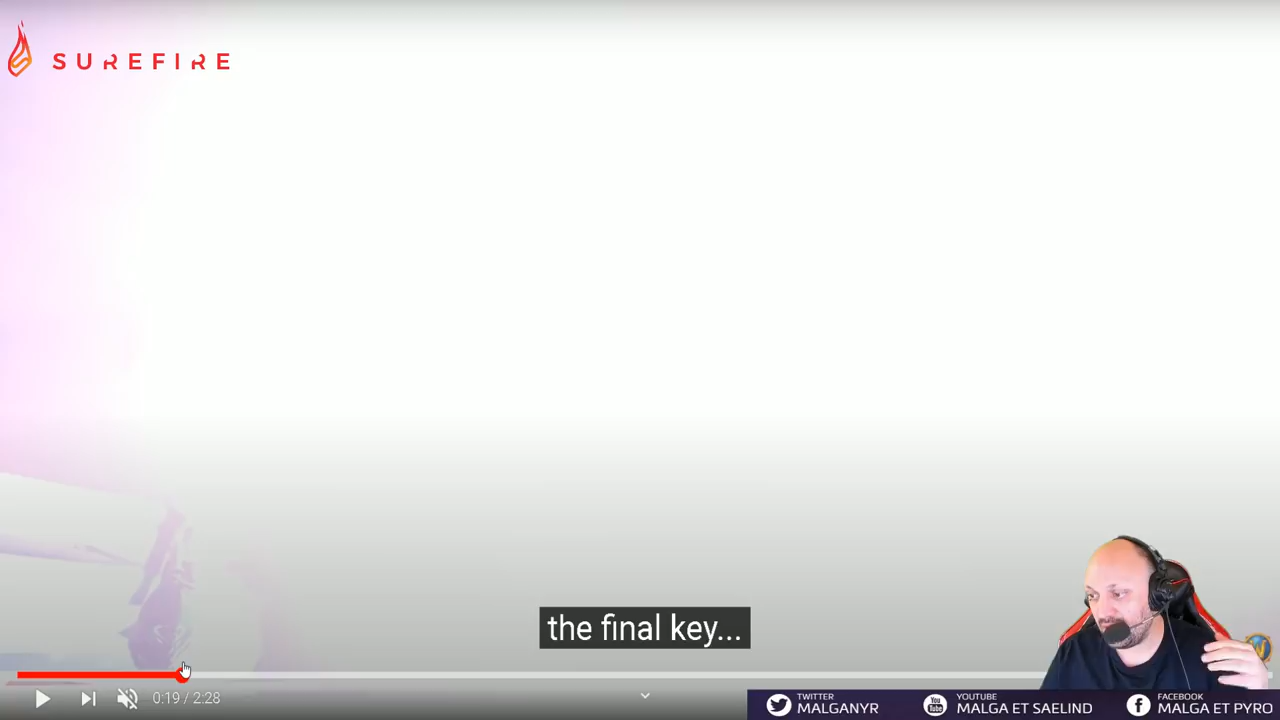 SUREFIRE
the final key...
0:19 / 2:28
TWITTER
MALGANYR
YOUTUBE
MALGA ET SAELIND
FACEBOOK
MALGA ET PYRO